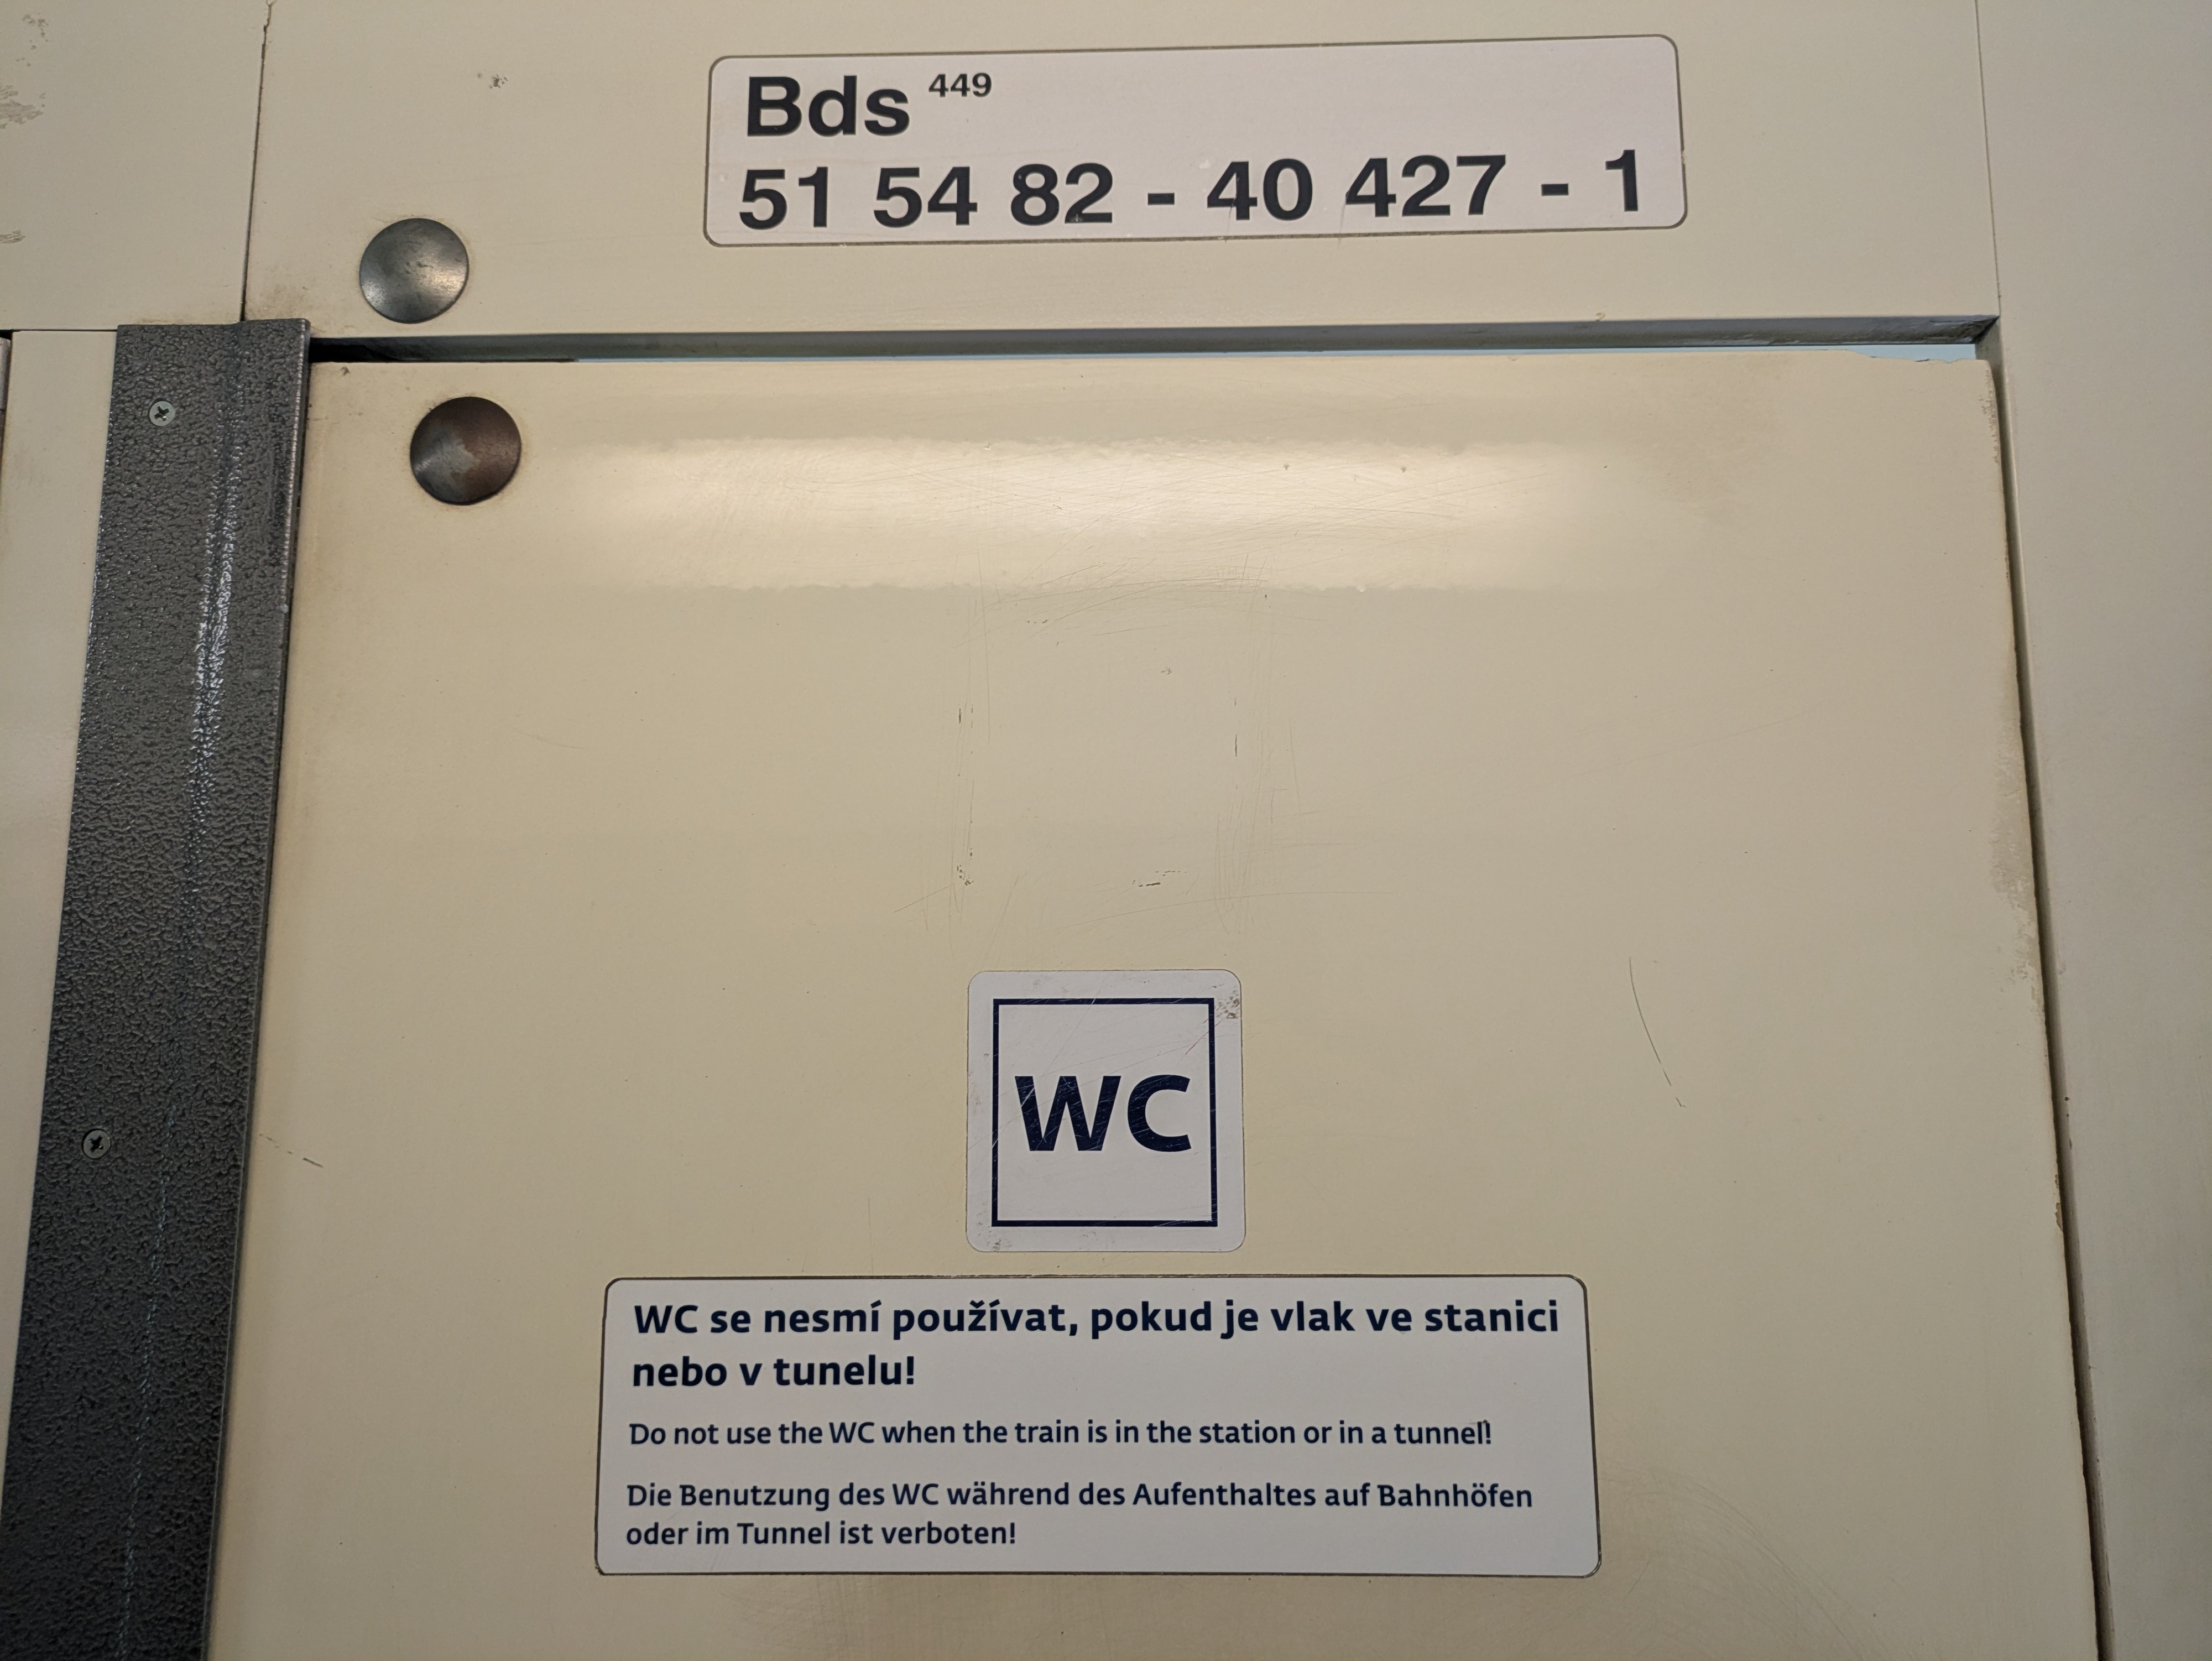 Bds 449
51 54 82 - 40 427 - 1
WC
WC se nesmí používat, pokud je vlak ve stanici
nebo v tunelu!
Do not use the WC when the train is in the station or in a tunnel!
Die Benutzung des WC während des Aufenthaltes auf Bahnhöfen
oder im Tunnel ist verboten!